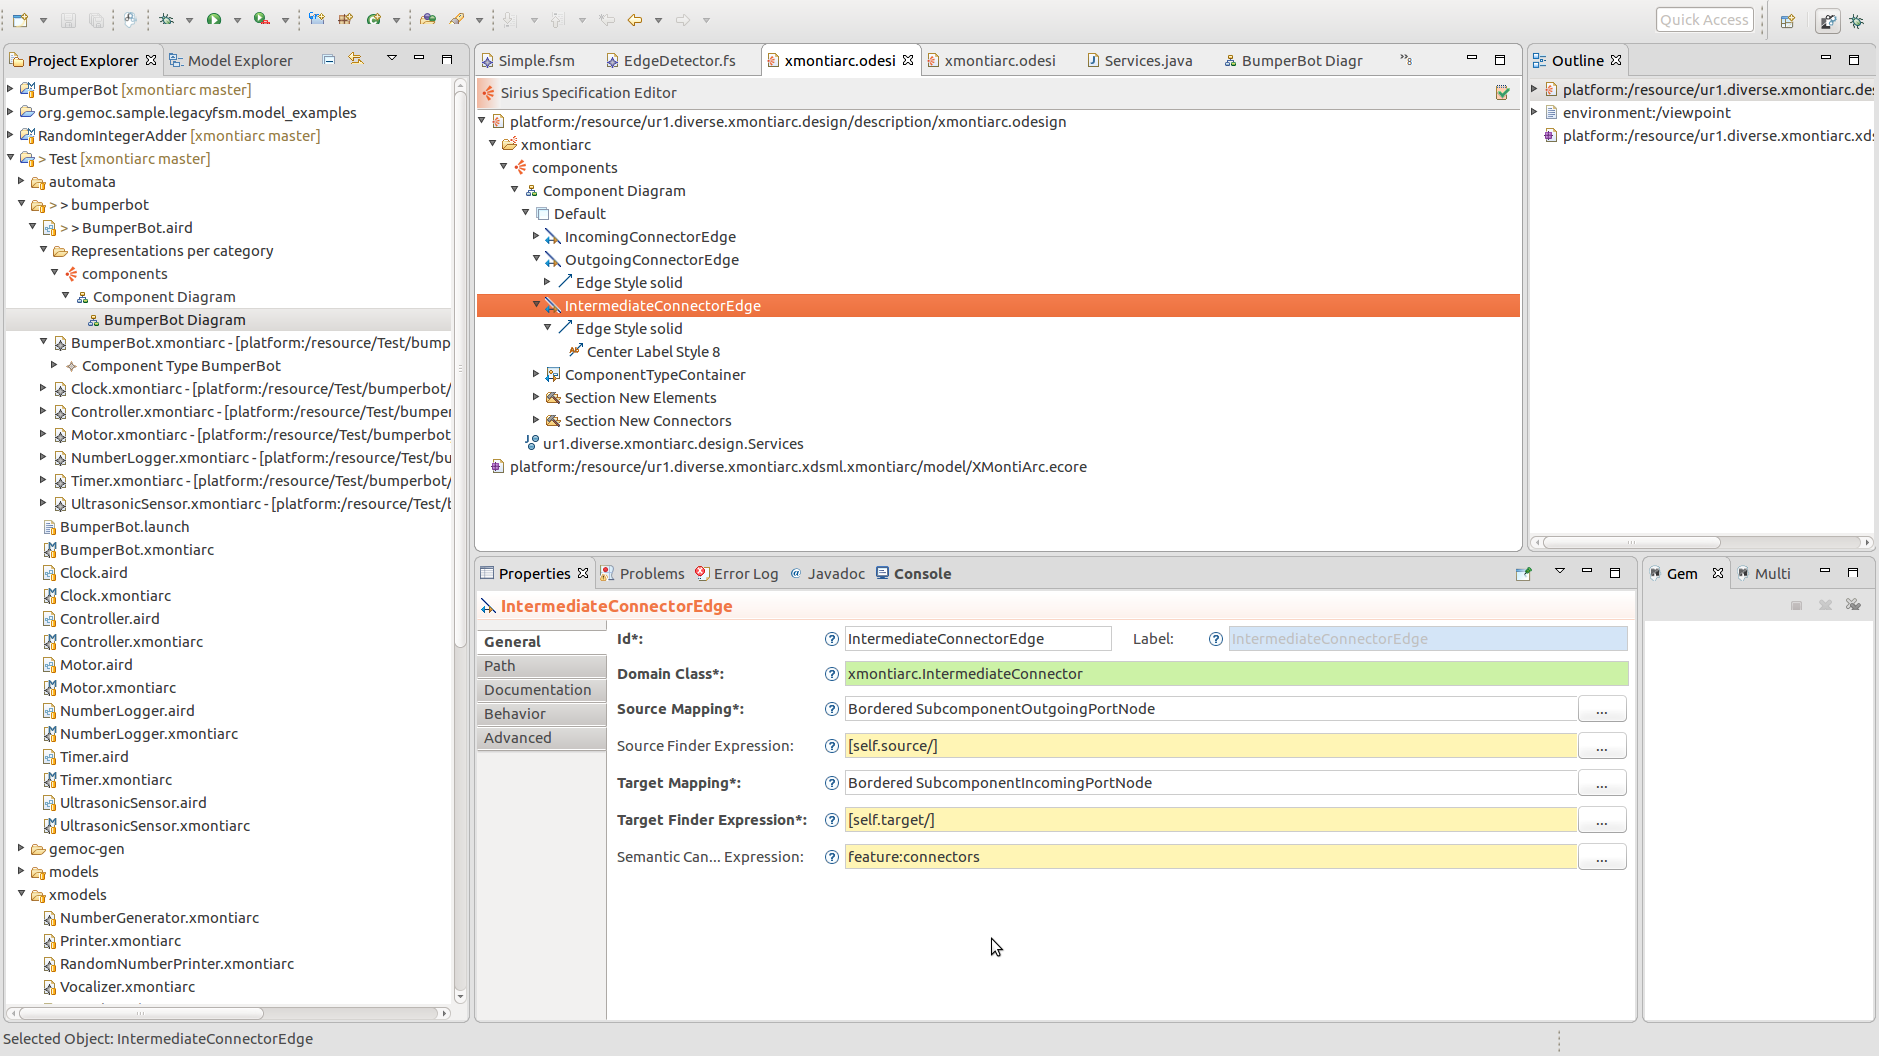 Quick Access
Project Explorer
Model Explorer
BumperBot [xmontiarc master]
org.gemoc.sample.legacyfsm.model_examples
RandomIntegerAdder [xmontiarc master]
> Test [xmontiarc master]
automata
> > bumperbot
> > BumperBot.aird
Representations per category
components
Component Diagram
BumperBot Diagram
BumperBot.xmontiarc - [platform:/resource/Test/bump
Component Type BumperBot
Clock.xmontiarc - [platform:/resource/Test/bumperbot/
Controller.xmontiarc - [platform:/resource/Test/bumper
Motor.xmontiarc - [platform:/resource/Test/bumperbot
NumberLogger.xmontiarc - [platform:/resource/Test/bu
Timer.xmontiarc - [platform:/resource/Test/bumperbot/
UltrasonicSensor.xmontiarc - [platform:/resource/Test/b
BumperBot.launch
BumperBot.xmontiarc
Clock.aird
Clock.xmontiarc
Controller.aird
Controller.xmontiarc
Motor.aird
Motor.xmontiarc
NumberLogger.aird
NumberLogger.xmontiarc
Timer.aird
Timer.xmontiarc
UltrasonicSensor.aird
UltrasonicSensor.xmontiarc
gemoc-gen
models
xmodels
NumberGenerator.xmontiarc
Printer.xmontiarc
RandomNumberPrinter.xmontiarc
Vocalizer.xmontiarc
Simple.fsm
EdgeDetector.fs
xmontiarc.odesi
xmontiarc.odesi
Services.java
BumperBot Diagr
»8
Sirius Specification Editor
platform:/resource/ur1.diverse.xmontiarc.design/description/xmontiarc.odesign
xmontiarc
components
Component Diagram
Default
IncomingConnectorEdge
OutgoingConnectorEdge
Edge Style solid
IntermediateConnectorEdge
Edge Style solid
Center Label Style 8
ComponentTypeContainer
Section New Elements
Section New Connectors
ur1.diverse.xmontiarc.design.Services
platform:/resource/ur1.diverse.xmontiarc.xdsml.xmontiarc/model/XMontiArc.ecore
Outline
platform:/resource/ur1.diverse.xmontiarc.des
environment:/viewpoint
platform:/resource/ur1.diverse.xmontiarc.xds
Properties
Problems
Error Log
@ Javadoc
Console
IntermediateConnectorEdge
General
Path
Documentation
Behavior
Advanced
Id*: IntermediateConnectorEdge Label: IntermediateConnectorEdge
Domain Class*: xmontiarc.IntermediateConnector
Source Mapping*: Bordered SubcomponentOutgoingPortNode ...
Source Finder Expression: [self.source/] ...
Target Mapping*: Bordered SubcomponentIncomingPortNode ...
Target Finder Expression*: [self.target/] ...
Semantic Can... Expression: feature:connectors ...
Gem
Multi
Selected Object: IntermediateConnectorEdge